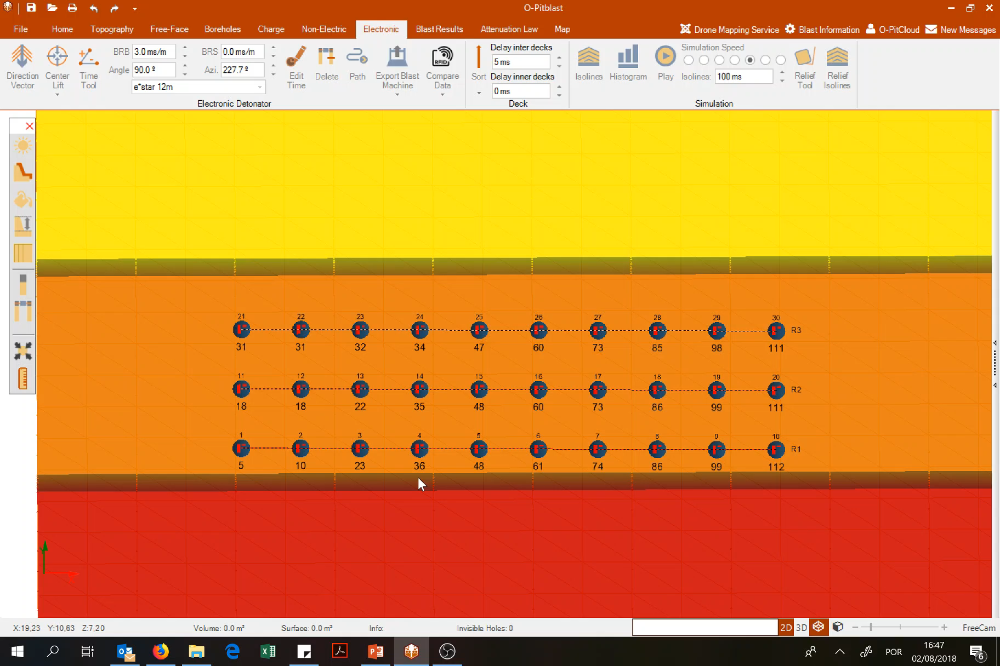 O-Pitblast
File Home Topography Free-Face Boreholes Charge Non-Electric Electronic Blast Results Attenuation Law Map Drone Mapping Service Blast Information O-PitCloud New Messages
BRB 3.0 ms/m BRS 0.0 ms/m
Angle 90.0 º Azi. 227.7 º
e*star 12m
Direction Vector
Center Lift
Time Tool
Edit Time
Delete
Path
Export Blast Machine
RFID
Compare Data
Electronic Detonator
Sort
Delay inter decks
5 ms
Delay inner decks
0 ms
Deck
Isolines
Histogram
Play
Simulation Speed
Isolines: 100 ms
Relief Tool
Relief Isolines
Simulation
21 22 23 24 25 26 27 28 29 30
R3
31 31 32 34 47 60 73 85 98 111
11 12 13 14 15 16 17 18 19 20
R2
18 18 22 35 48 60 73 86 99 111
1 2 3 4 5 6 7 8 9 10
R1
5 10 23 36 48 61 74 86 99 112
X:19,23 Y:10,63 Z:7,20 Volume: 0.0 m³ Surface: 0.0 m² Info: Invisible Holes: 0 2D 3D FreeCam
POR
16:47
02/08/2018
6